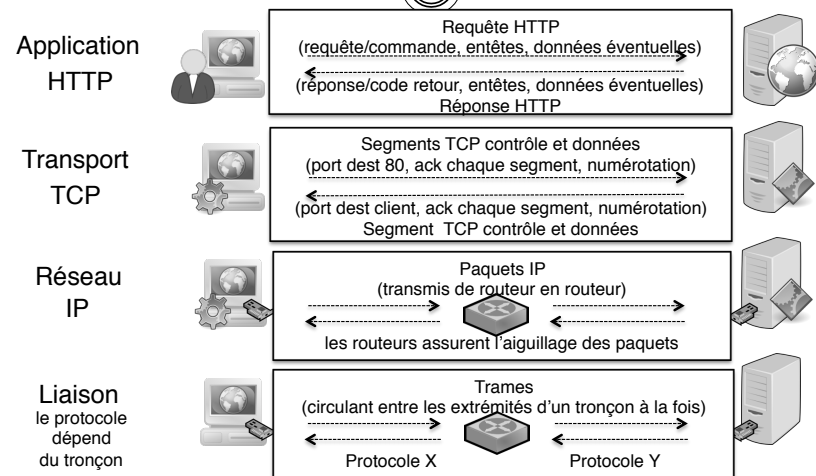 Application
HTTP
Requête HTTP
(requête/commande, entêtes, données éventuelles)
(réponse/code retour, entêtes, données éventuelles)
Réponse HTTP
Transport
TCP
Segments TCP contrôle et données
(port dest 80, ack chaque segment, numérotation)
(port dest client, ack chaque segment, numérotation)
Segment TCP contrôle et données
Réseau
IP
Paquets IP
(transmis de routeur en routeur)
les routeurs assurent l'aiguillage des paquets
Liaison
le protocole
dépend
du tronçon
Trames
(circulant entre les extrémités d'un tronçon à la fois)
Protocole X
Protocole Y